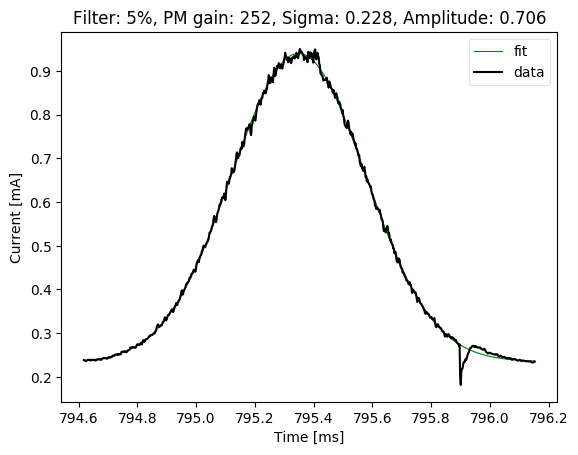 Filter: 5%, PM gain: 252, Sigma: 0.228, Amplitude: 0.706
fit
data
0.9
0.8
0.7
0.6
0.5
0.4
0.3
0.2
Current [mA]
794.6 794.8 795.0 795.2 795.4 795.6 795.8 796.0 796.2
Time [ms]